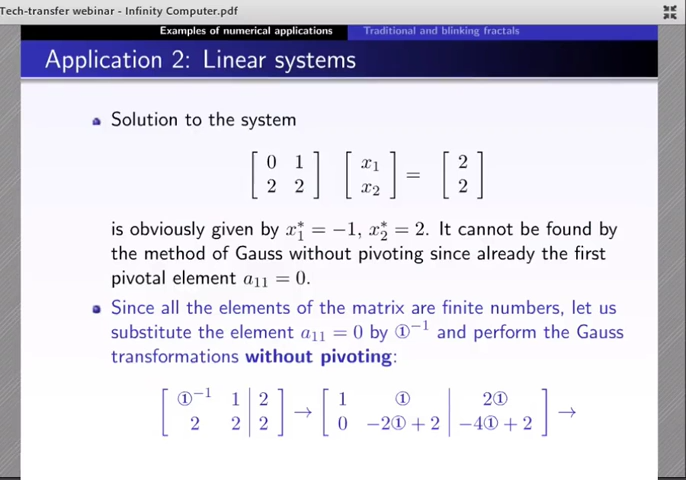 Tech-transfer webinar - Infinity Computer.pdf
Examples of numerical applications Traditional and blinking fractals
Application 2: Linear systems
Solution to the system
[ 0 1 ] [ x₁ ] = [ 2 ]
[ 2 2 ] [ x₂ ] [ 2 ]
is obviously given by x₁* = −1, x₂* = 2. It cannot be found by
the method of Gauss without pivoting since already the first
pivotal element a₁₁ = 0.
Since all the elements of the matrix are finite numbers, let us
substitute the element a₁₁ = 0 by ①⁻¹ and perform the Gauss
transformations without pivoting:
[ ①⁻¹ 1 | 2 ] → [ 1 ① | 2① ] →
[ 2 2 | 2 ] [ 0 −2① + 2 | −4① + 2 ]